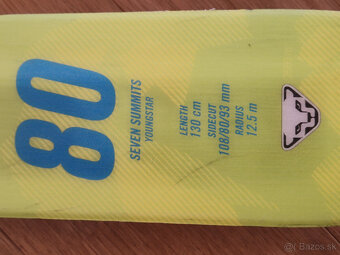 80
SEVEN SUMMITS
YOUNGSTAR
LENGTH
130 cm
SIDECUT
108/80/93 mm
RADIUS
12.5 m
© Bazos.sk